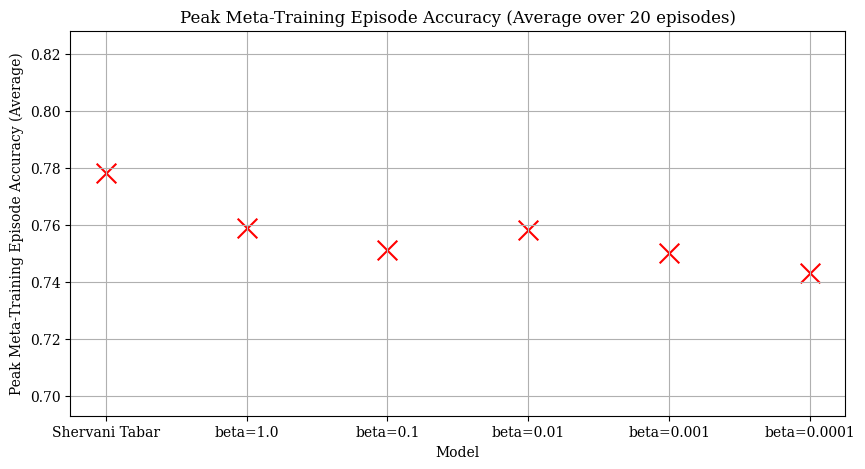 Peak Meta-Training Episode Accuracy (Average over 20 episodes)
Peak Meta-Training Episode Accuracy (Average)
0.82
0.80
0.78
0.76
0.74
0.72
0.70
Shervani Tabar
beta=1.0
beta=0.1
beta=0.01
beta=0.001
beta=0.0001
Model